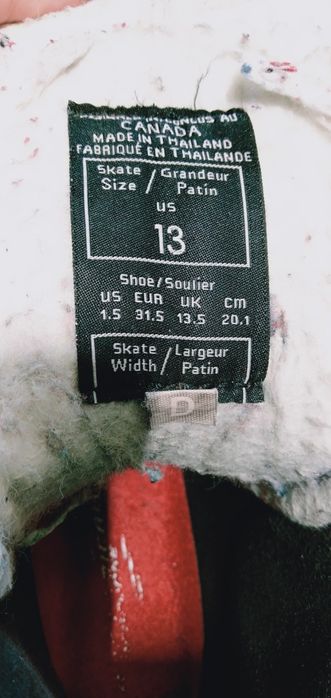 AU
CANADA
MADE IN THAILAND
FABRIQUÉ EN THAILANDE
Skate / Grandeur
Size / Patin
US
13
Shoe/Soulier
US EUR UK cm
1.5 31.5 13.5 20.1
Skate / Largeur
Width / Patin
D